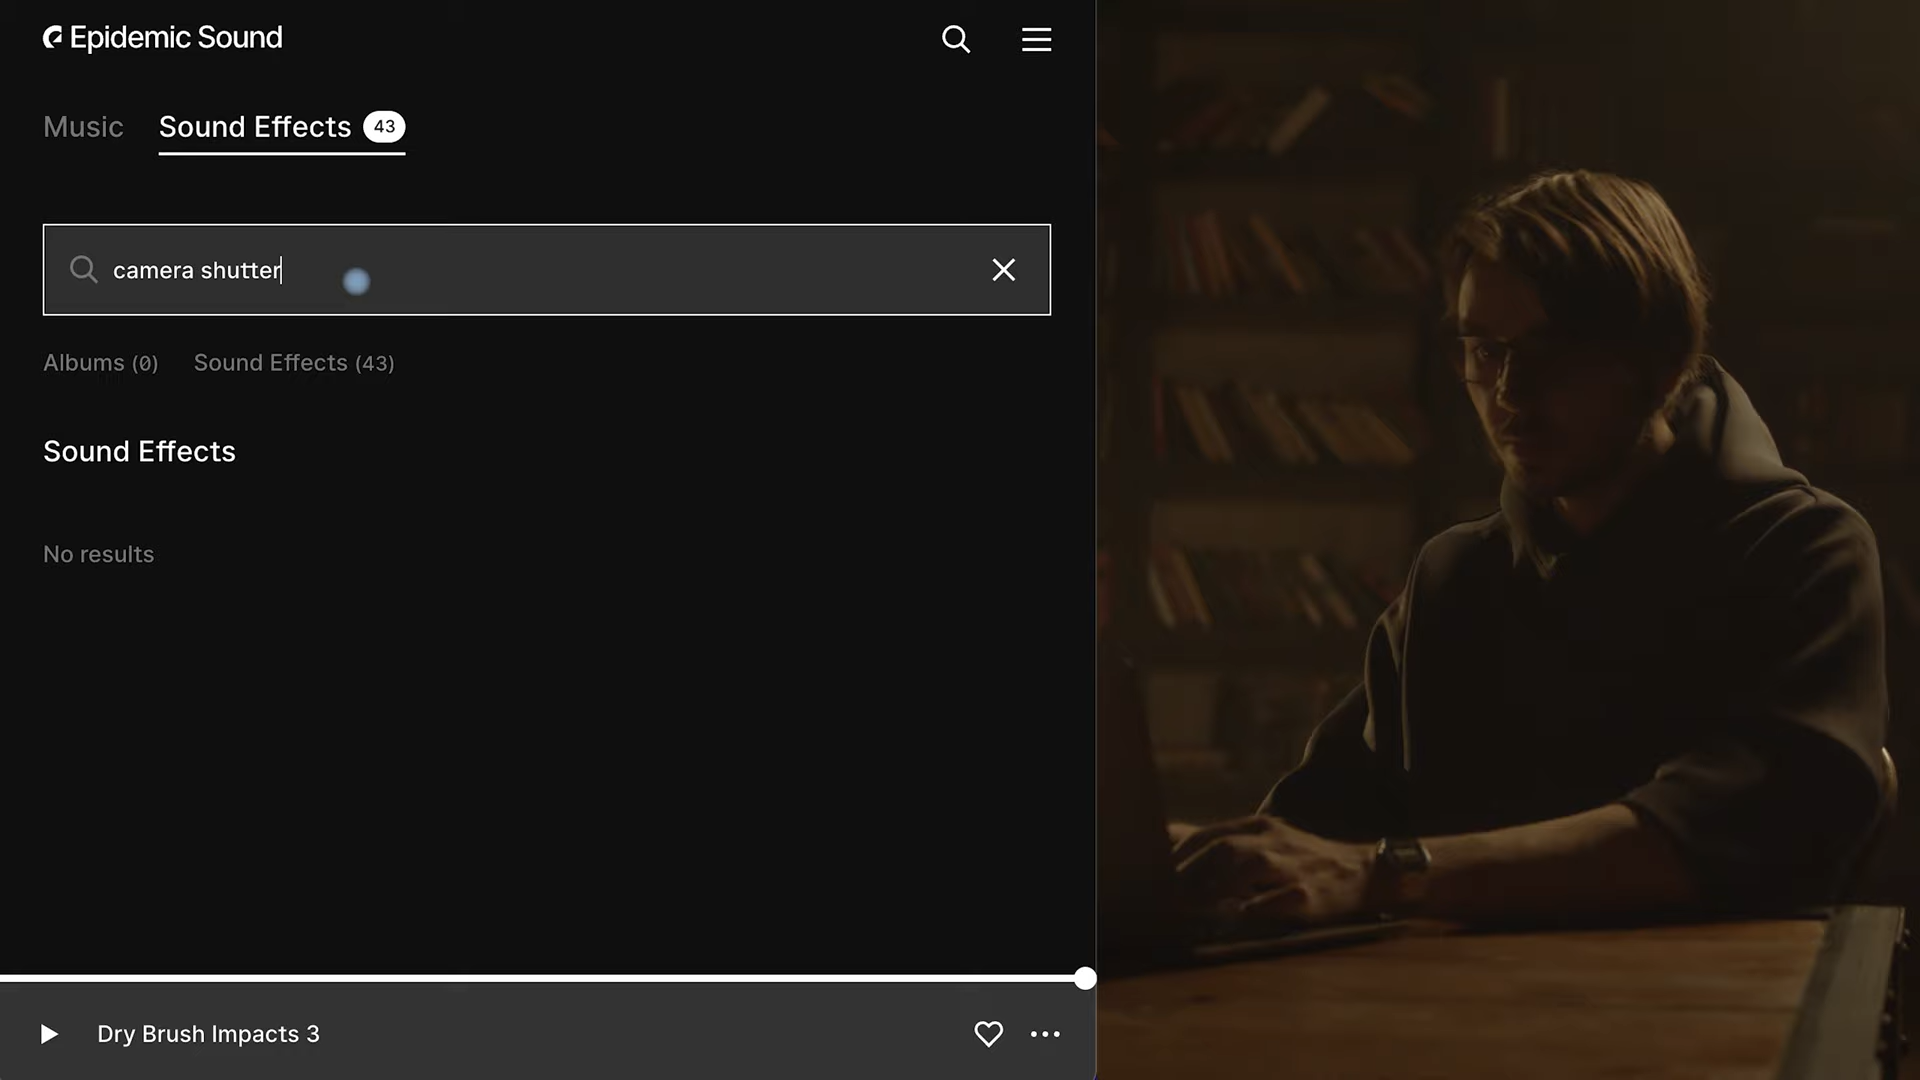 Epidemic Sound
Music Sound Effects 43
camera shutter
Albums (0) Sound Effects (43)
Sound Effects
No results
Dry Brush Impacts 3